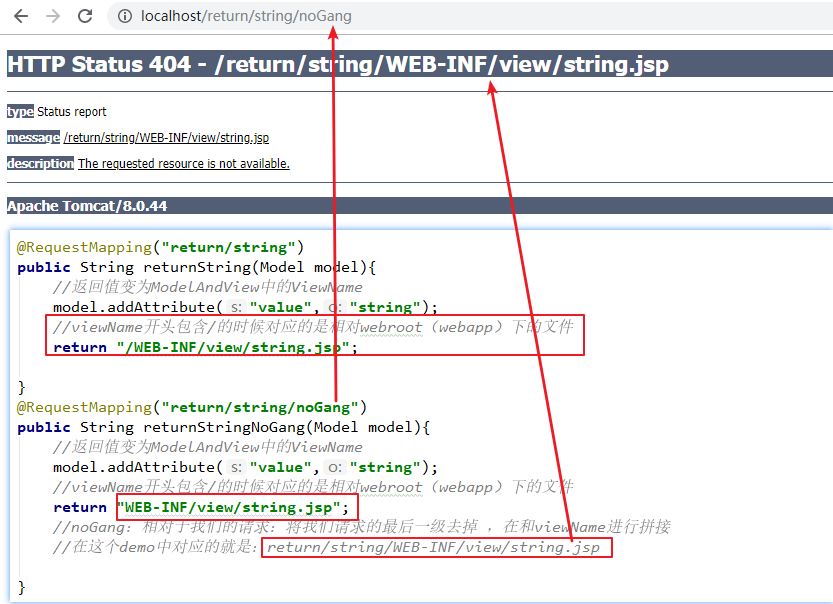 localhost/return/string/noGang
HTTP Status 404 - /return/string/WEB-INF/view/string.jsp
type Status report
message /return/string/WEB-INF/view/string.jsp
description The requested resource is not available.
Apache Tomcat/8.0.44
@RequestMapping("return/string")
public String returnString(Model model){
//返回值变为ModelAndView中的ViewName
model.addAttribute( s: "value", o: "string");
//viewName开头包含/的时候对应的是相对webroot（webapp）下的文件
return "/WEB-INF/view/string.jsp";
}
@RequestMapping("return/string/noGang")
public String returnStringNoGang(Model model){
//返回值变为ModelAndView中的ViewName
model.addAttribute( s: "value", o: "string");
//viewName开头包含/的时候对应的是相对webroot（webapp）下的文件
return "WEB-INF/view/string.jsp";
//noGang：相对于我们的请求：将我们请求的最后一级去掉 ，在和viewName进行拼接
//在这个demo中对应的就是：return/string/WEB-INF/view/string.jsp
}